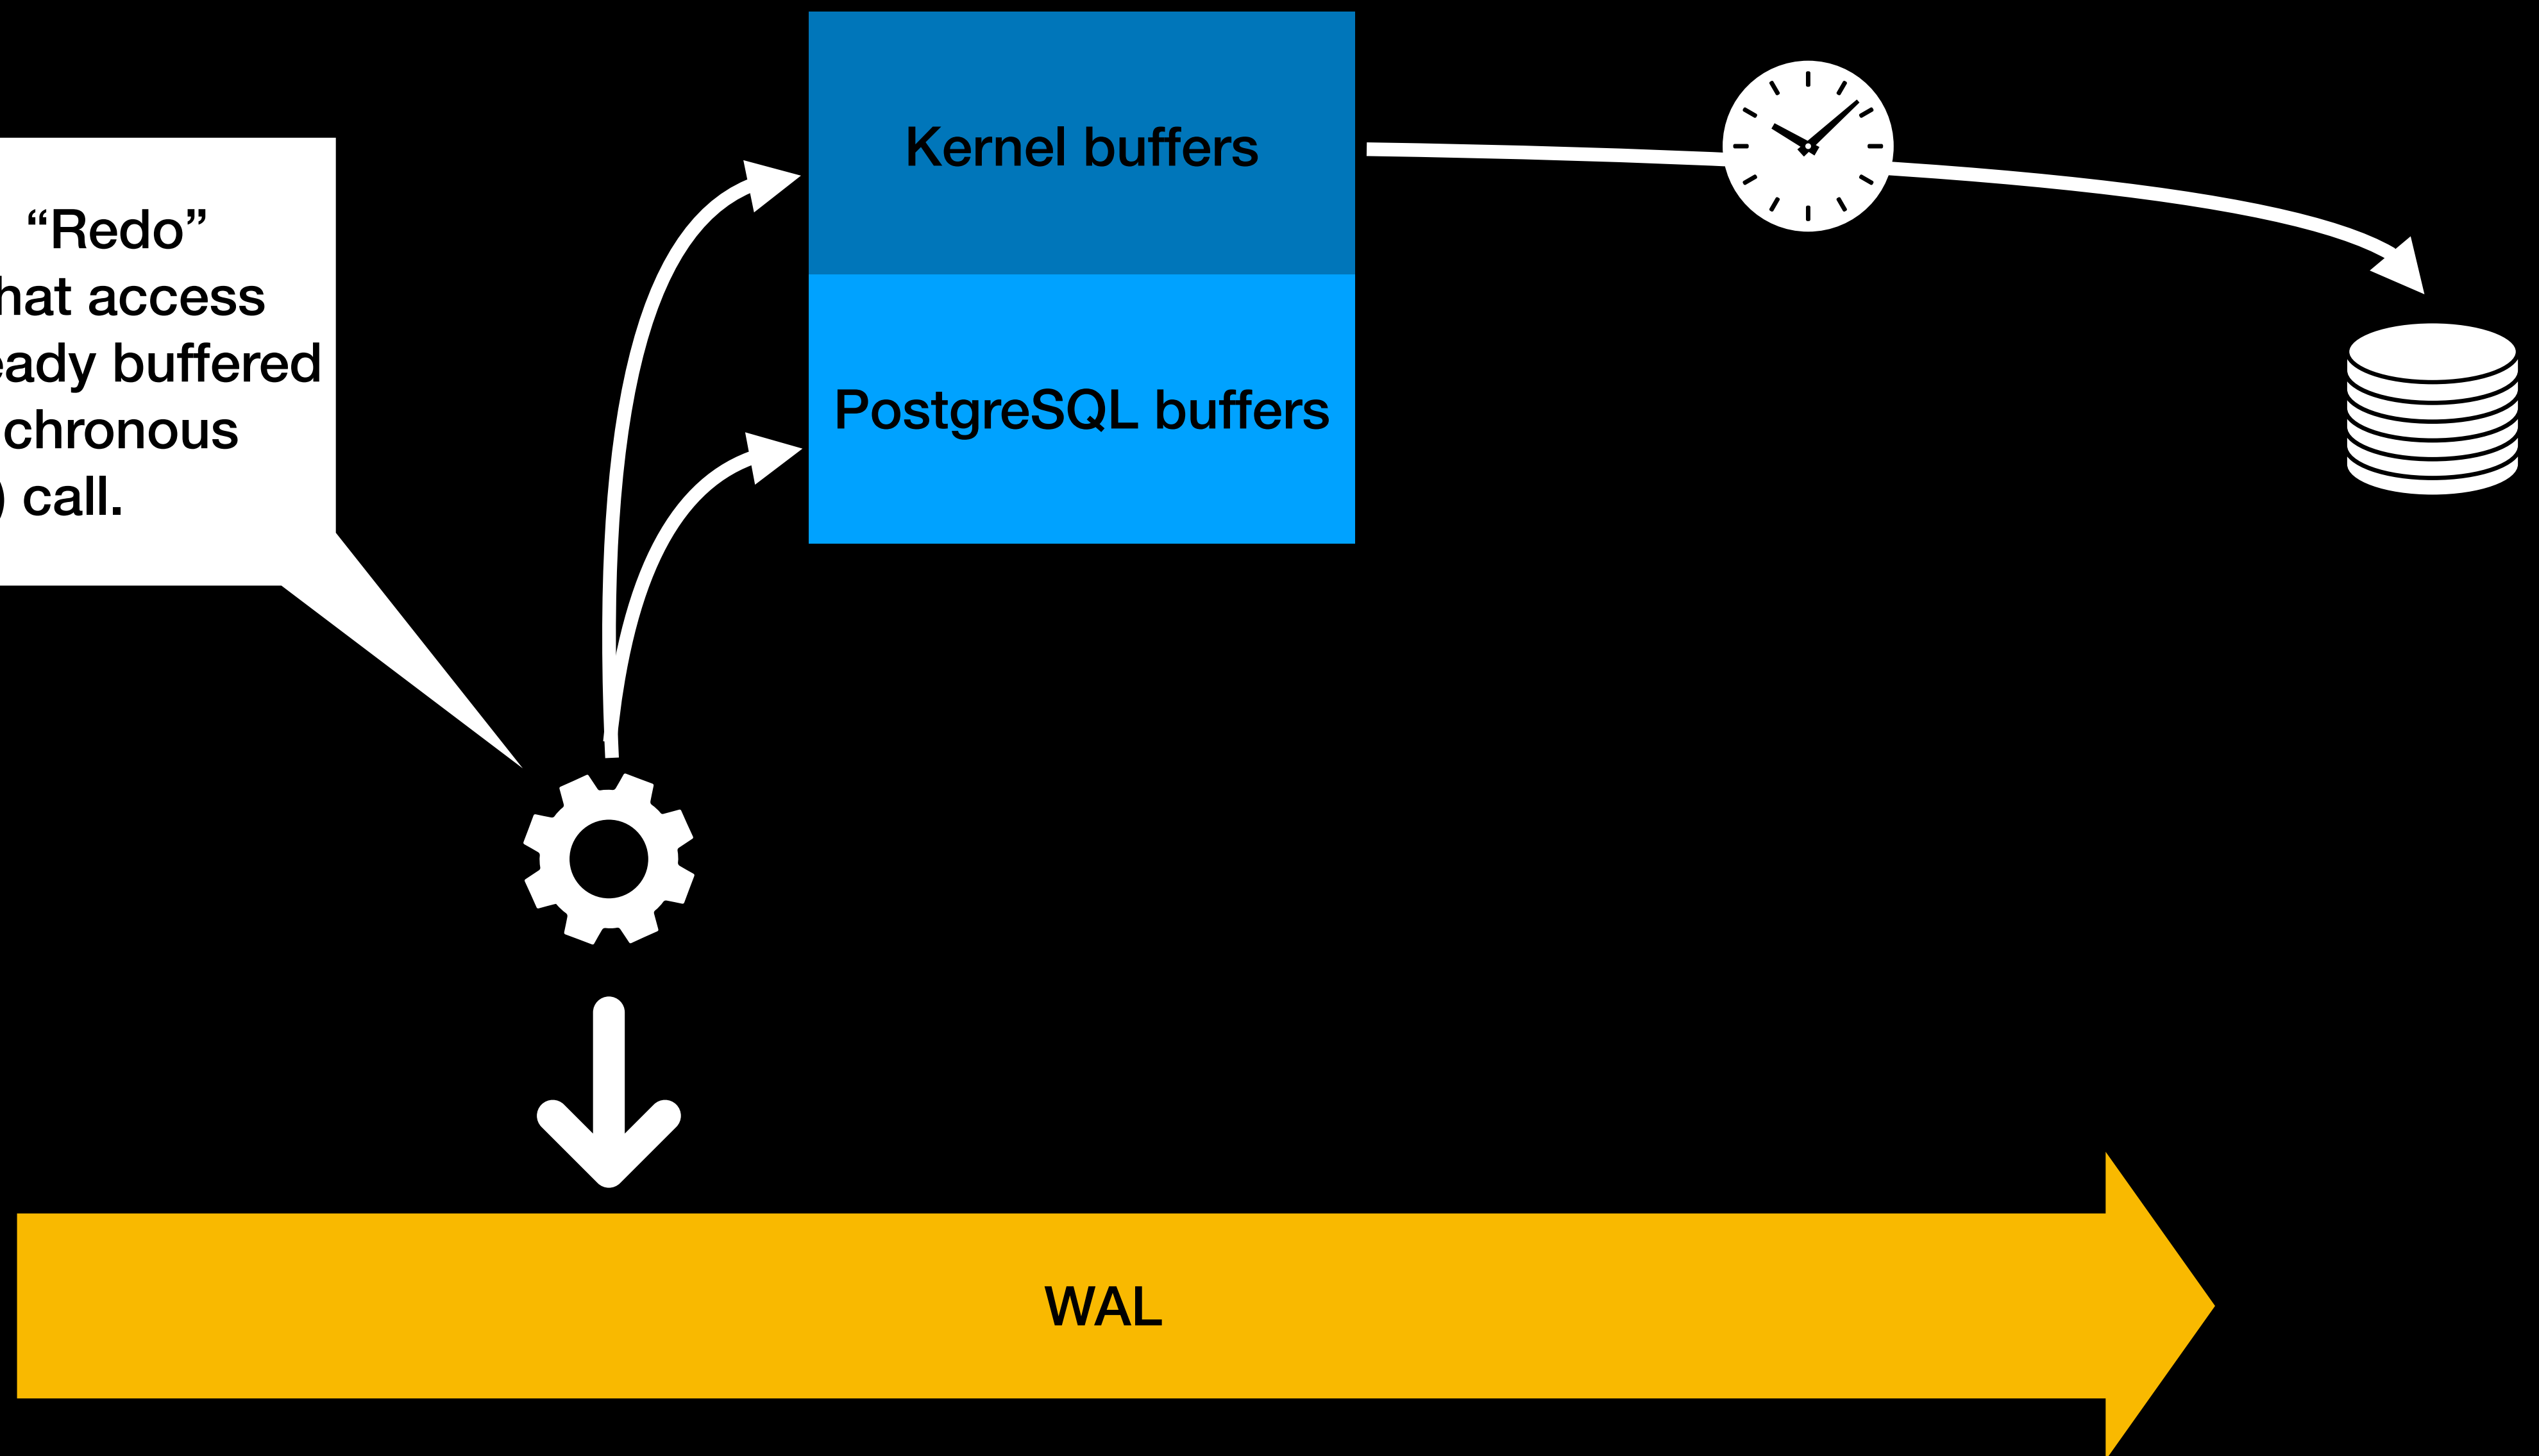 “Redo”
hat access
eady buffered
chronous
) call.
Kernel buffers
PostgreSQL buffers
WAL